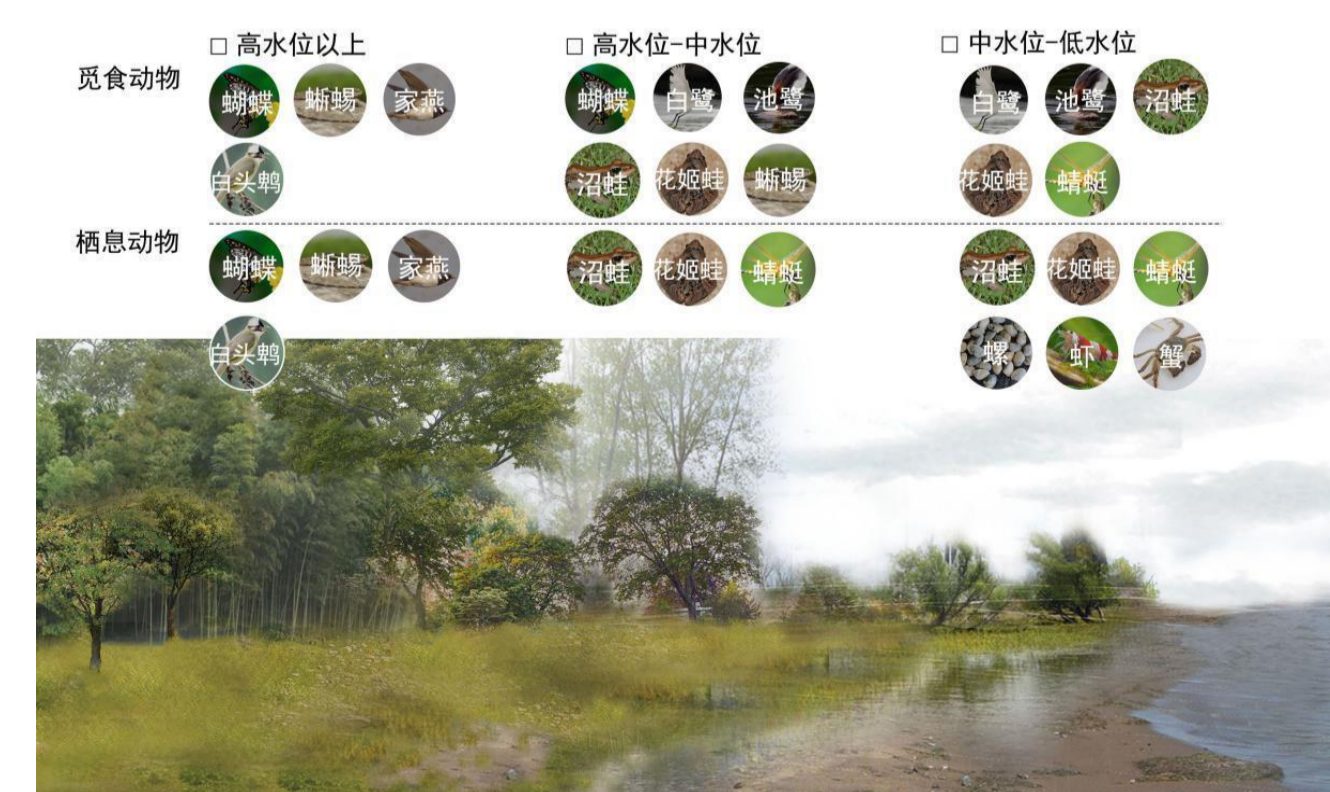 □ 高水位以上 □ 高水位-中水位 □ 中水位-低水位
觅食动物
蝴蝶 蜥蜴 家燕 蝴蝶 白鹭 池鹭 白鹭 池鹭 沼蛙
白头鹎 沼蛙 花姬蛙 蜥蜴 花姬蛙 蜻蜓
栖息动物
蝴蝶 蜥蜴 家燕 沼蛙 花姬蛙 蜻蜓 沼蛙 花姬蛙 蜻蜓
白头鹎 螺 虾 蟹